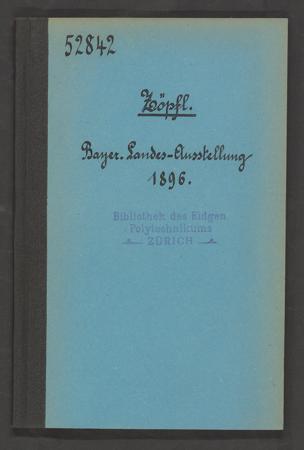 52842
Zöpfl.
Bayer. Landes-Ausstellung
1896.
Bibliothek des Eidgen.
Polytechnikums
ZÜRICH